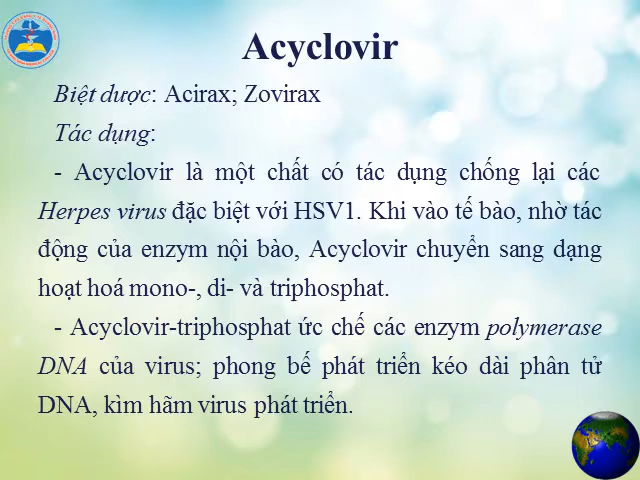 Acyclovir
Biệt dược: Acirax; Zovirax
Tác dụng:
- Acyclovir là một chất có tác dụng chống lại các
Herpes virus đặc biệt với HSV1. Khi vào tế bào, nhờ tác
động của enzym nội bào, Acyclovir chuyển sang dạng
hoạt hoá mono-, di- và triphosphat.
- Acyclovir-triphosphat ức chế các enzym polymerase
DNA của virus; phong bế phát triển kéo dài phân tử
DNA, kìm hãm virus phát triển.